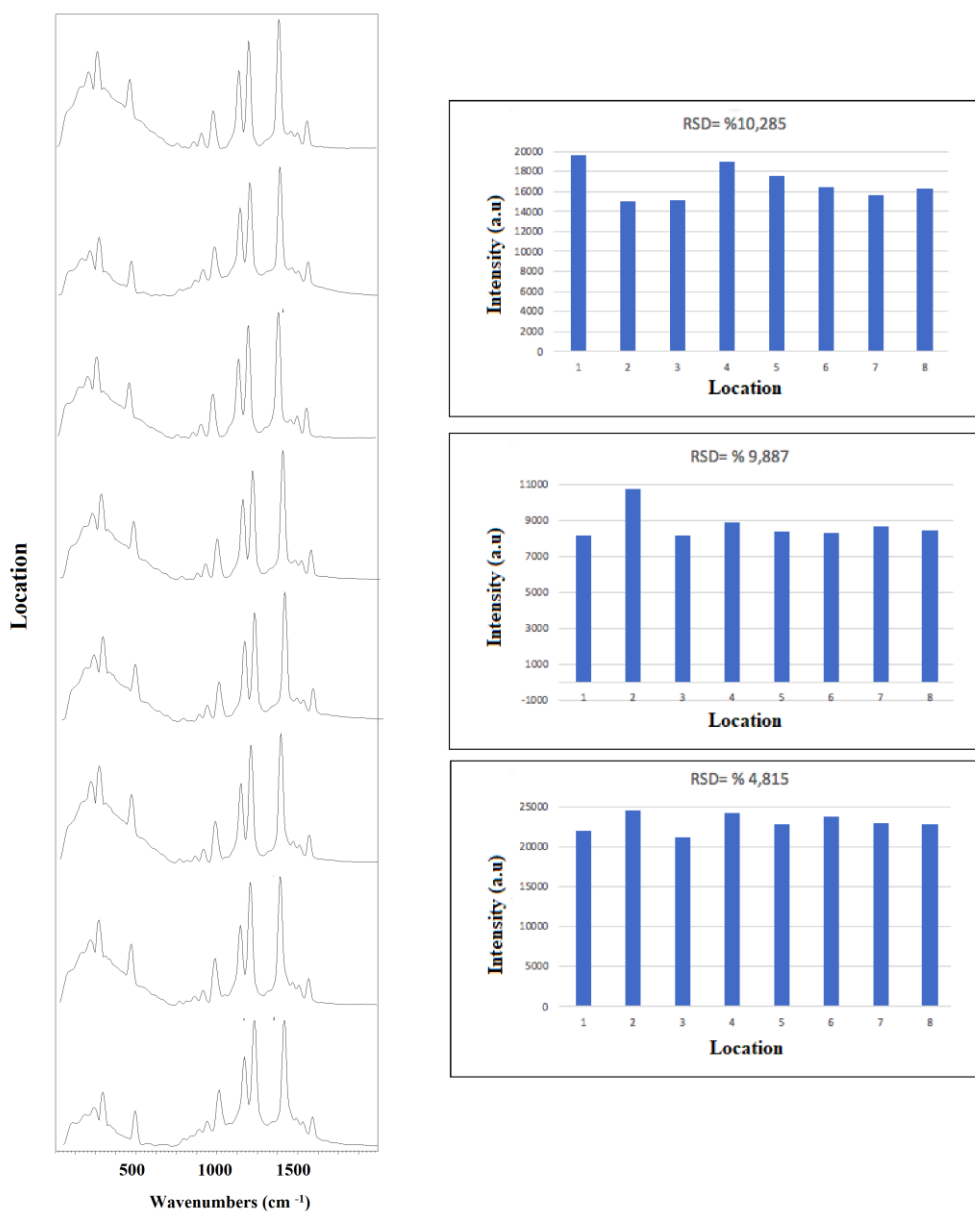 Location
500 1000 1500
Wavenumbers (cm -1)
RSD= %10,285
Intensity (a.u)
20000
18000
16000
14000
12000
10000
8000
6000
4000
2000
0
1 2 3 4 5 6 7 8
Location
RSD= % 9,887
Intensity (a.u)
11000
9000
7000
5000
3000
1000
-1000
1 2 3 4 5 6 7 8
Location
RSD= % 4,815
Intensity (a.u)
25000
20000
15000
10000
5000
0
1 2 3 4 5 6 7 8
Location